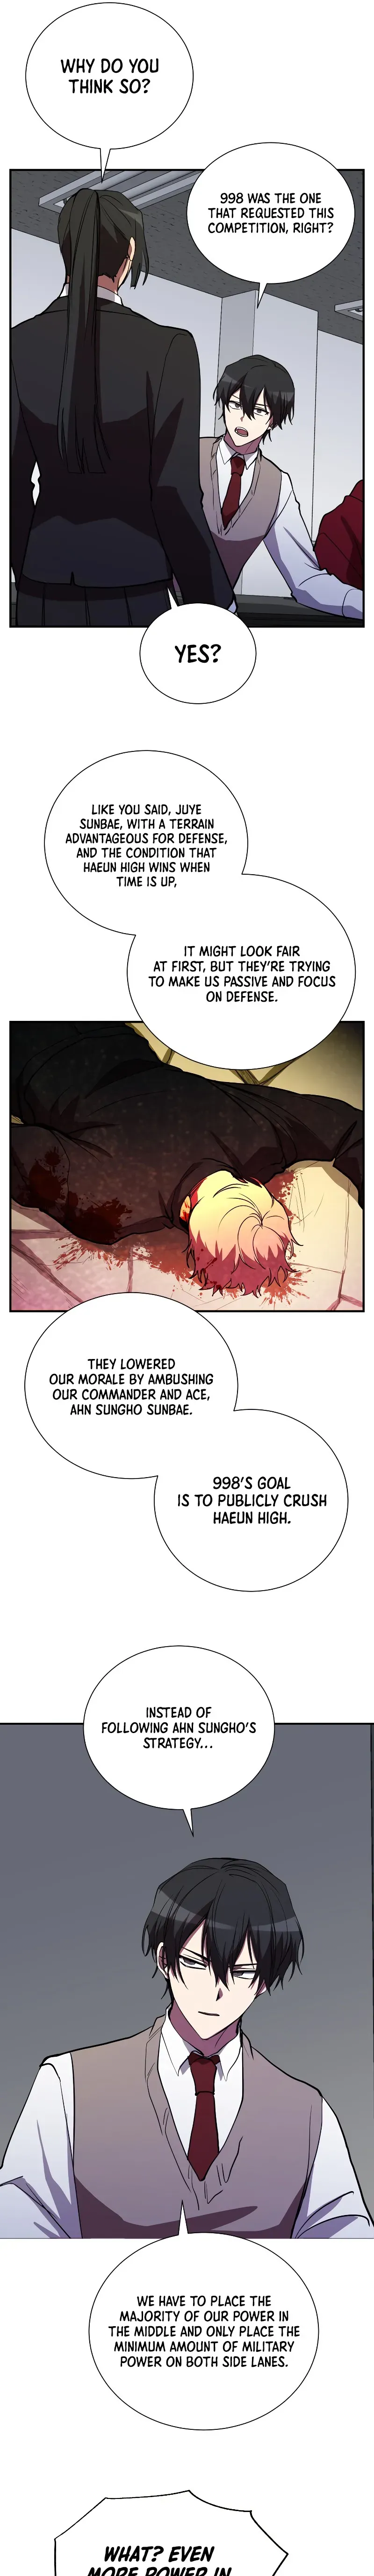 WHY DO YOU
THINK SO?
998 WAS THE ONE
THAT REQUESTED THIS
COMPETITION, RIGHT?
YES?
LIKE YOU SAID, JUYE
SUNBAE, WITH A TERRAIN
ADVANTAGEOUS FOR DEFENSE,
AND THE CONDITION THAT
HAEUN HIGH WINS WHEN
TIME IS UP,
IT MIGHT LOOK FAIR
AT FIRST, BUT THEY'RE TRYING
TO MAKE US PASSIVE AND FOCUS
ON DEFENSE.
THEY LOWERED
OUR MORALE BY AMBUSHING
OUR COMMANDER AND ACE,
AHN SUNGHO SUNBAE.
998'S GOAL
IS TO PUBLICLY CRUSH
HAEUN HIGH.
INSTEAD OF
FOLLOWING AHN SUNGHO'S
STRATEGY...
WE HAVE TO PLACE THE
MAJORITY OF OUR POWER IN
THE MIDDLE AND ONLY PLACE THE
MINIMUM AMOUNT OF MILITARY
POWER ON BOTH SIDE LANES.
WHAT? EVEN
MORE POWER IN